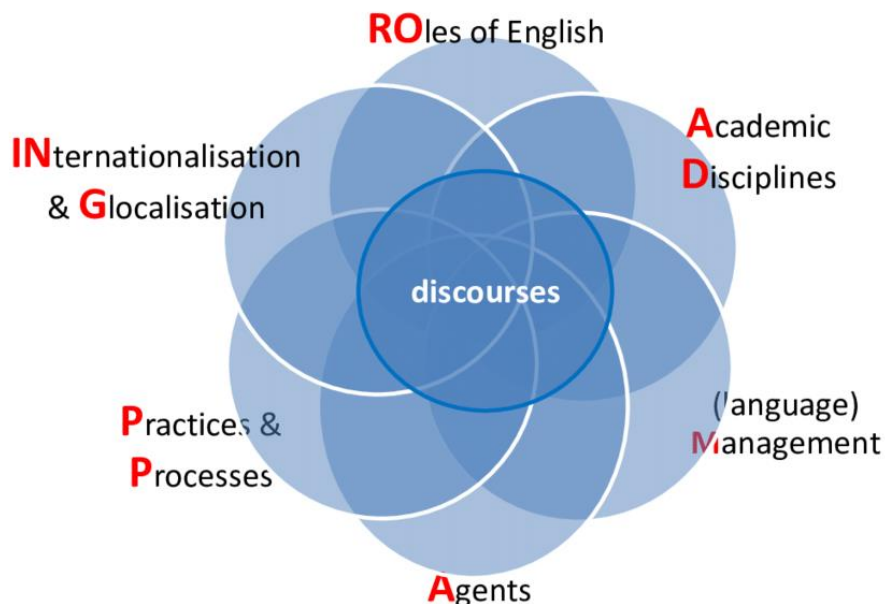 ROles of English
Academic
Disciplines
INternationalisation
& Glocalisation
discourses
(language)
Management
Practices &
Processes
Agents